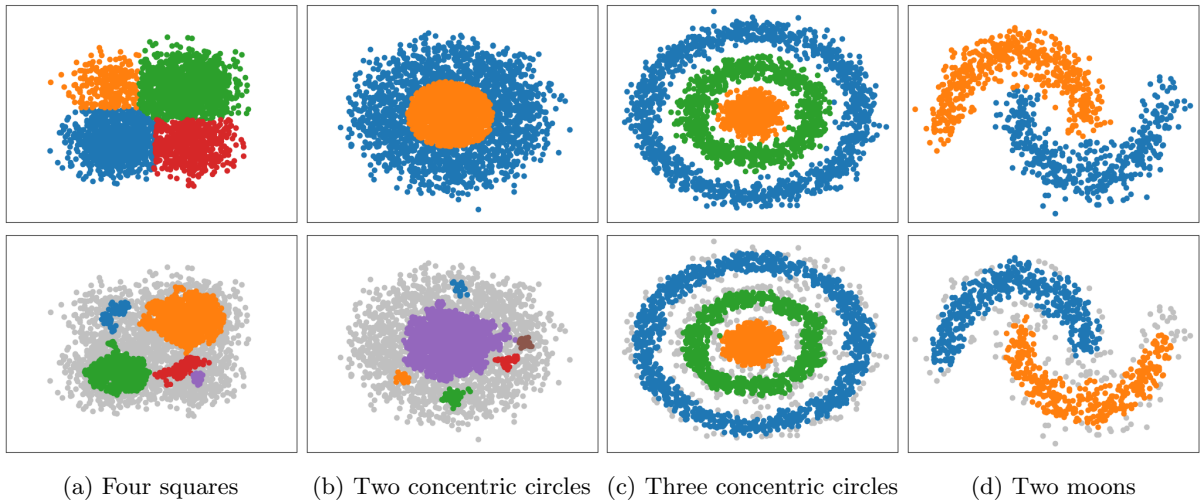 (a) Four squares
(b) Two concentric circles
(c) Three concentric circles
(d) Two moons